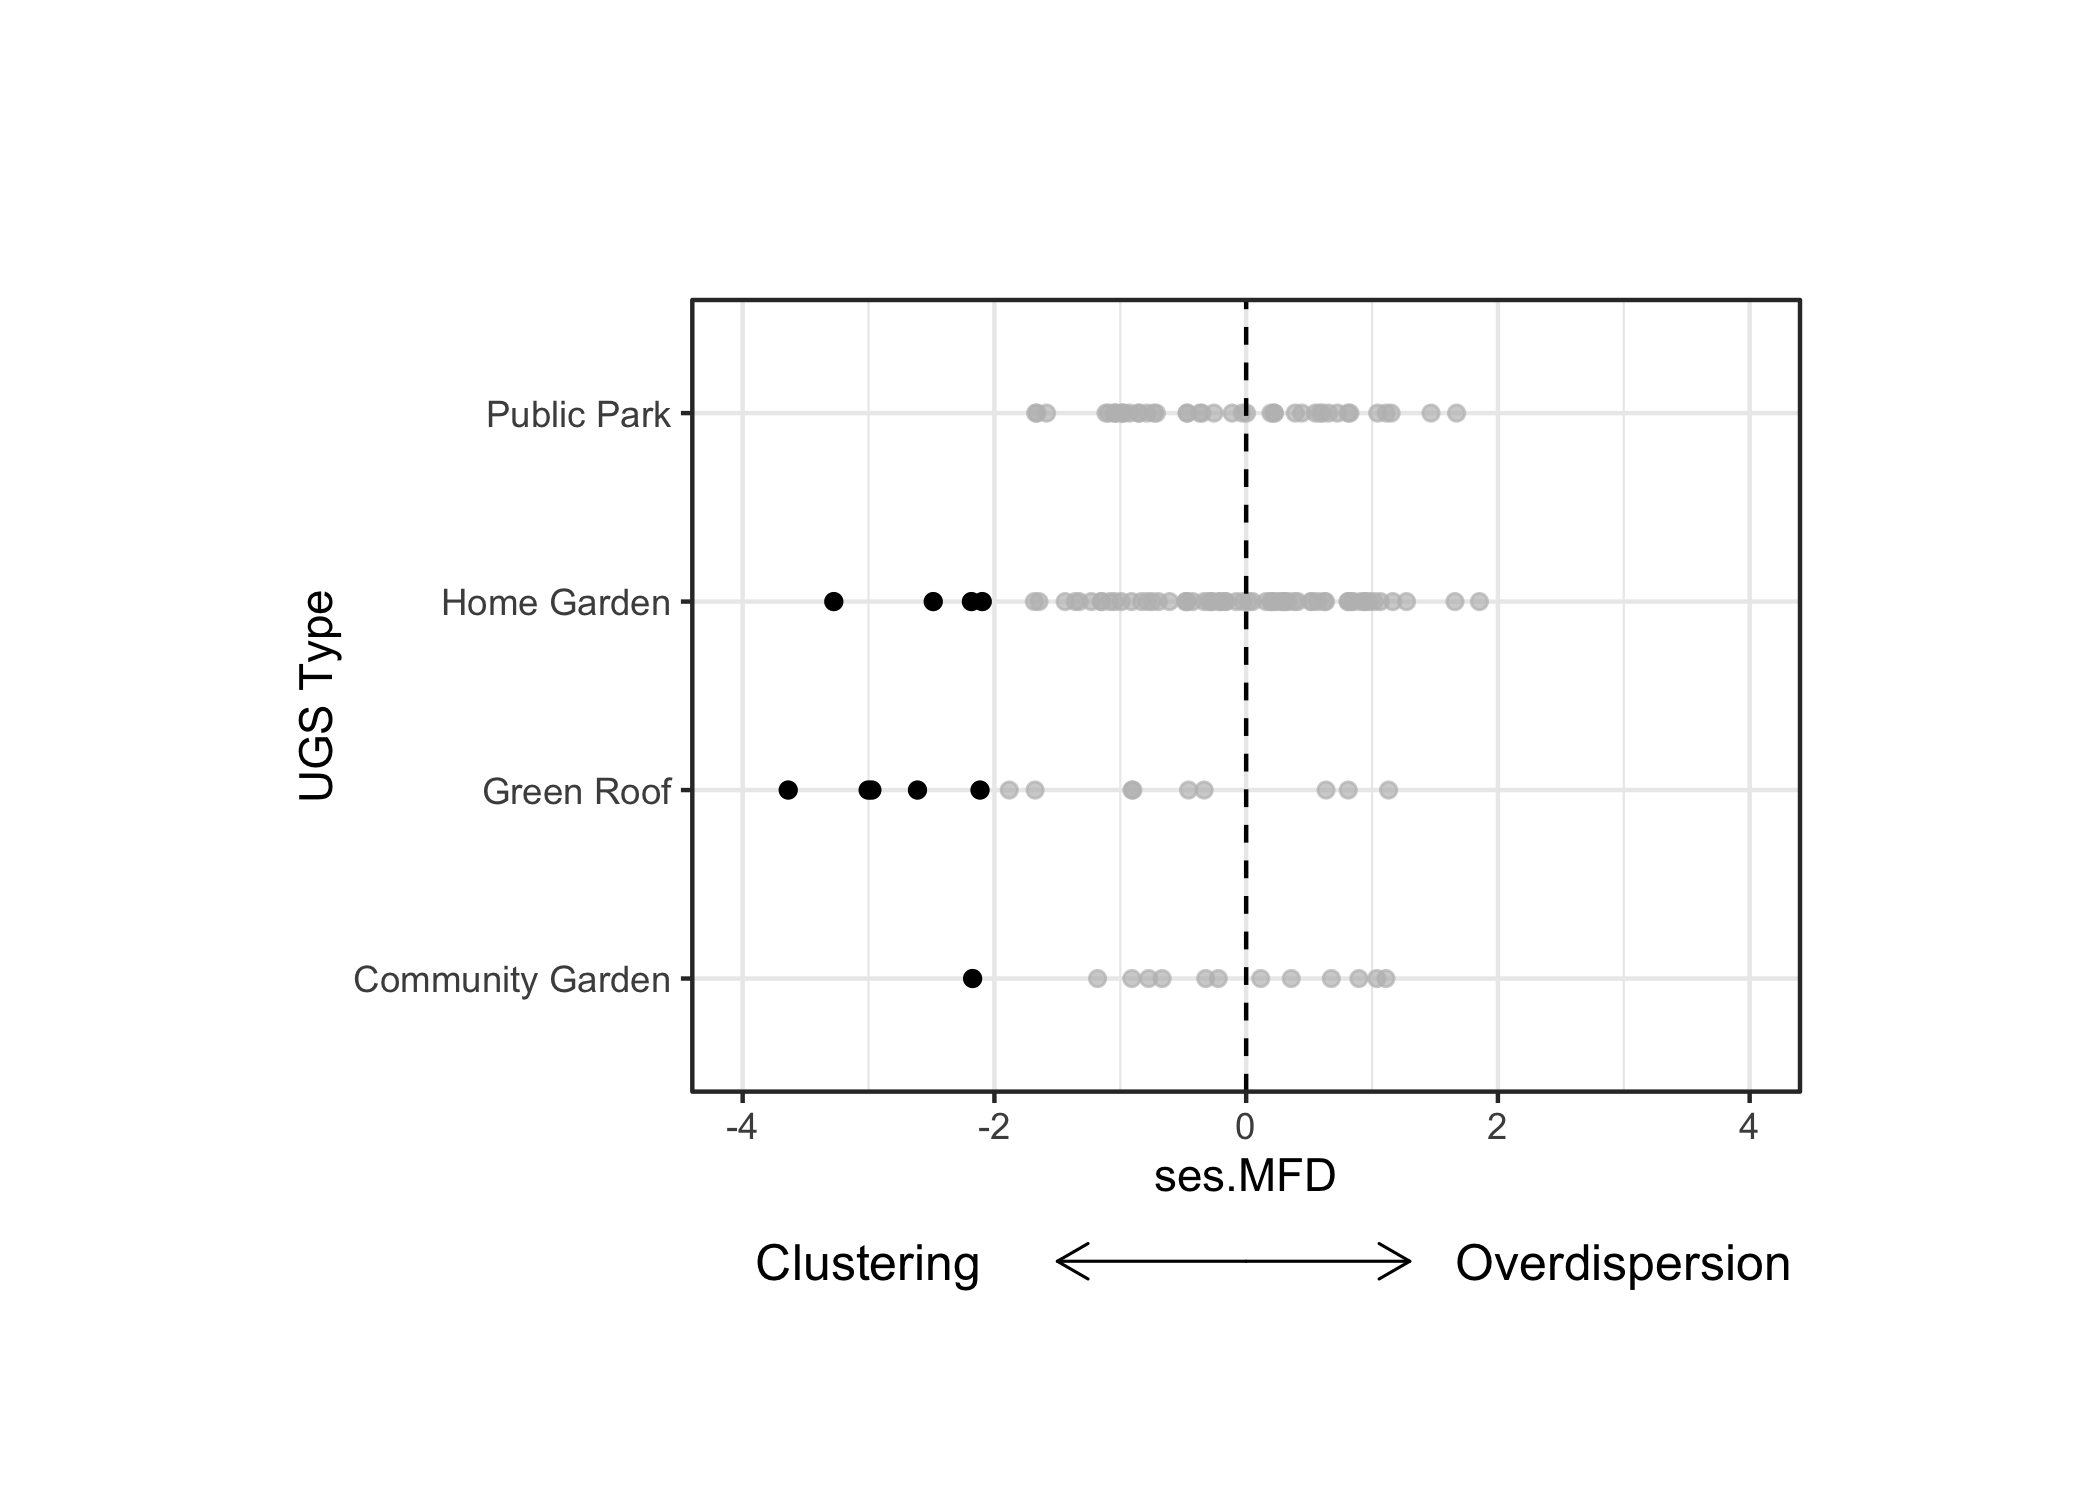 Public Park
Home Garden
Green Roof
Community Garden
UGS Type
-4 -2 0 2 4
ses.MFD
Clustering Overdispersion